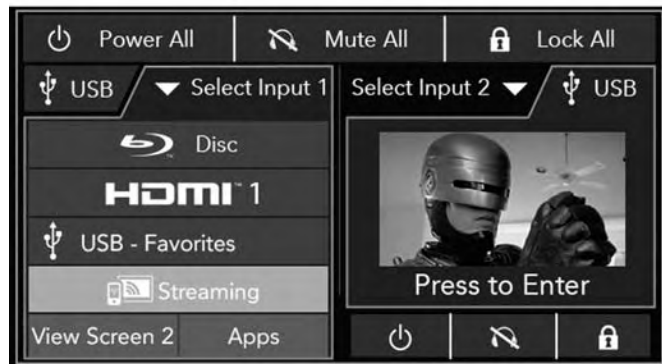 Power All Mute All Lock All
USB Select Input 1 Select Input 2 USB
Disc
HDMI™ 1
USB - Favorites
Streaming
Press to Enter
View Screen 2 Apps